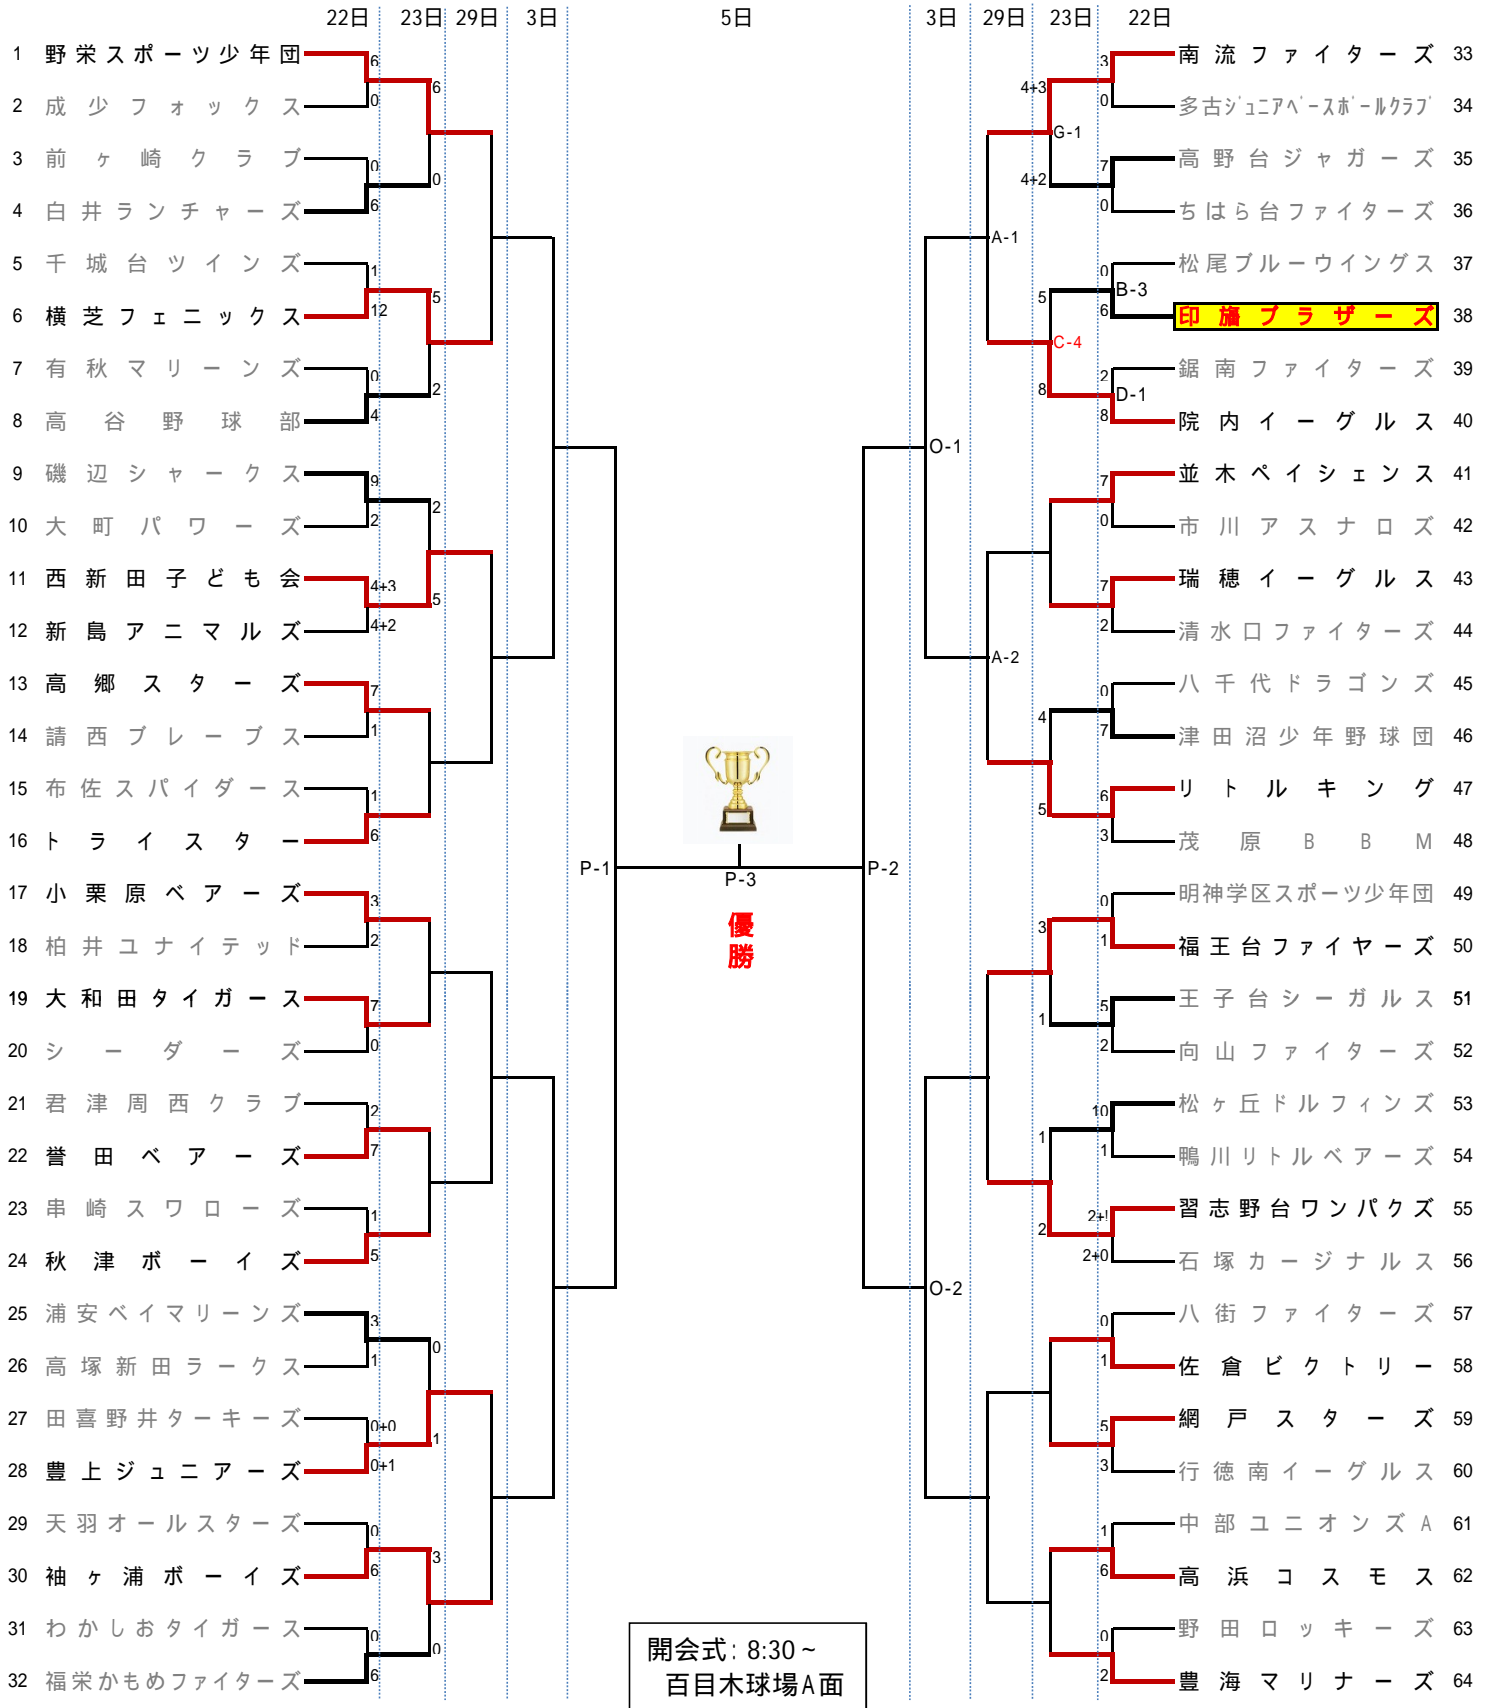 22日 23日 29日 3日 5日 3日 29日 23日 22日
1 野栄スポーツ少年団 6
2 成少フォックス 0
6
3 前ヶ崎クラブ 0
4 白井ランチャーズ 6
0
5 千城台ツインズ 1
6 横芝フェニックス 12
5
7 有秋マリーンズ 0
8 高谷野球部 4
2
9 磯辺シャークス 9
10 大町パワーズ 2
2
11 西新田子ども会 4+3
12 新島アニマルズ 4+2
5
13 高郷スターズ 7
14 請西ブレーブス 1
15 布佐スパイダース 1
16 トライスター 6
17 小栗原ベアーズ 3
18 柏井ユナイテッド 2
19 大和田タイガース 7
20 シーダーズ 0
21 君津周西クラブ 2
22 誉田ベアーズ 7
23 串崎スワローズ 1
24 秋津ボーイズ 5
25 浦安ベイマリーンズ 3
26 高塚新田ラークス 1
0
27 田喜野井ターキーズ 0+0
28 豊上ジュニアーズ 0+1
1
29 天羽オールスターズ 0
30 袖ヶ浦ボーイズ 6
3
31 わかしおタイガース 0
32 福栄かもめファイターズ 6
0
P-1
P-3
優
勝
P-2
開会式: 8:30~
百目木球場A面
3 南流ファイターズ 33
4+3
0 多古ジュニアベースボールクラブ 34
G-1
7 高野台ジャガーズ 35
4+2
0 ちはら台ファイターズ 36
A-1
0 松尾ブルーウイングス 37
5 B-3
6 印旛ブラザーズ 38
C-4
2 鋸南ファイターズ 39
8 D-1
8 院内イーグルス 40
O-1
7 並木ペイシェンス 41
0 市川アスナロズ 42
7 瑞穂イーグルス 43
2 清水口ファイターズ 44
A-2
0 八千代ドラゴンズ 45
4
7 津田沼少年野球団 46
6 リトルキング 47
5
3 茂原BBM 48
0 明神学区スポーツ少年団 49
3
1 福王台ファイヤーズ 50
5 王子台シーガルス 51
1
2 向山ファイターズ 52
10 松ヶ丘ドルフィンズ 53
1
1 鴨川リトルベアーズ 54
2+! 習志野台ワンパクズ 55
2
2+0 石塚カージナルス 56
O-2
0 八街ファイターズ 57
1 佐倉ビクトリー 58
5 網戸スターズ 59
3 行徳南イーグルス 60
1 中部ユニオンズA 61
6 高浜コスモス 62
0 野田ロッキーズ 63
2 豊海マリナーズ 64